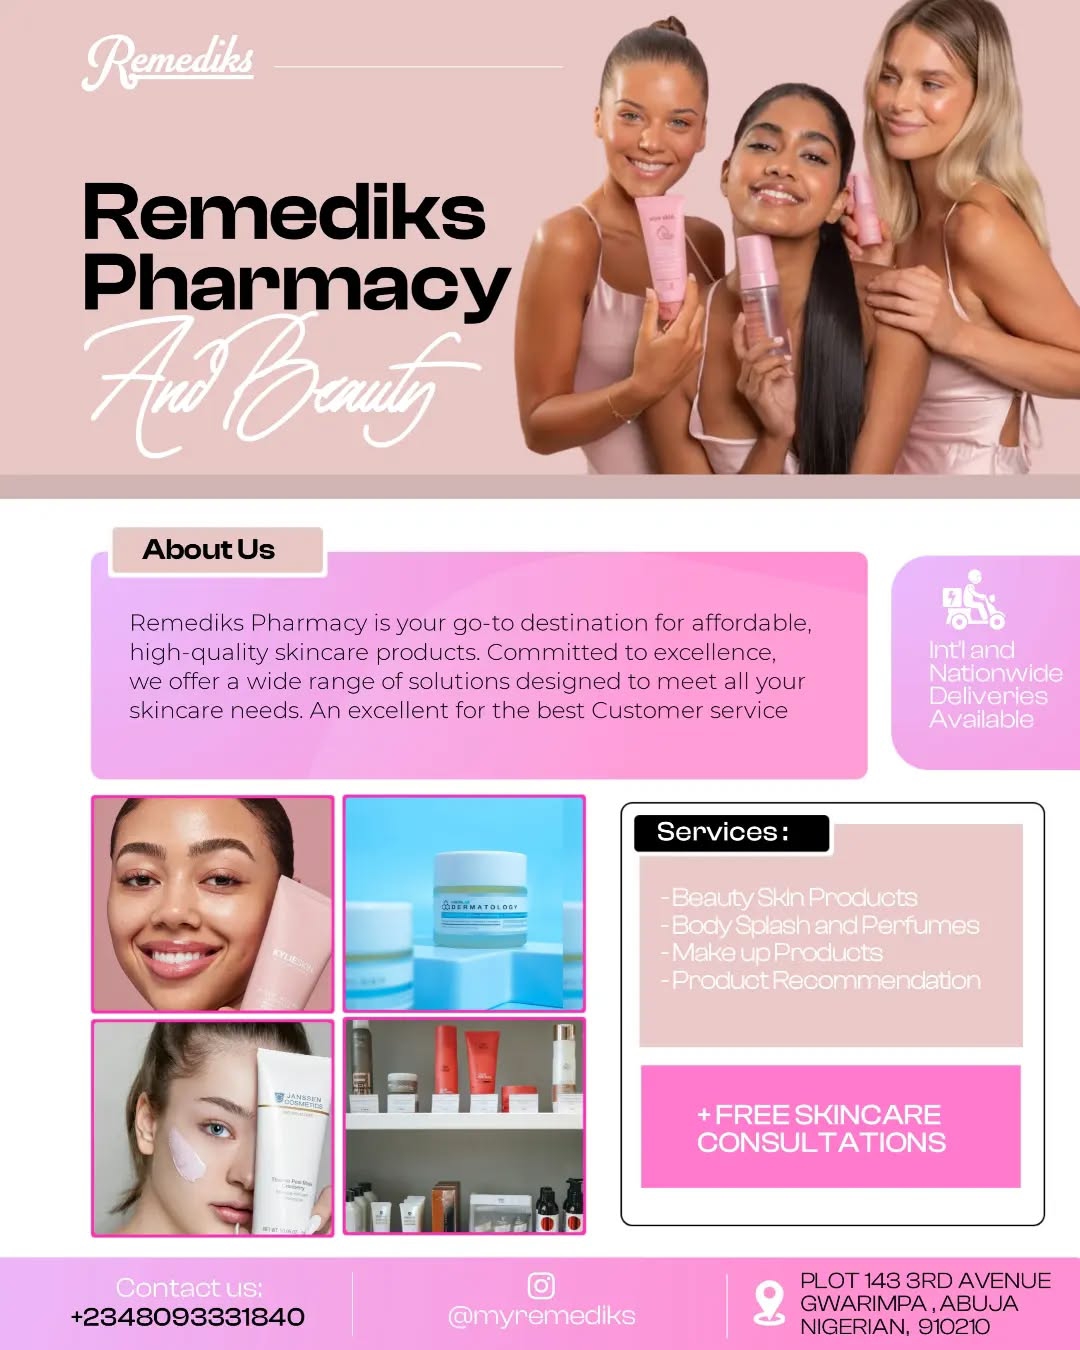 Remediks
Remediks
Pharmacy
And Beauty
About Us
Remediks Pharmacy is your go-to destination for affordable,
high-quality skincare products. Committed to excellence,
we offer a wide range of solutions designed to meet all your
skincare needs. An excellent for the best Customer service
Int'l and
Nationwide
Deliveries
Available
KYLIESKIN
DERMATOLOGY
JANSSEN
COSMETICS
Services:
-Beauty Skin Products
-Body Splash and Perfumes
-Make up Products
-Product Recommendation
+ FREE SKINCARE
CONSULTATIONS
Contact us:
+2348093331840
@myremediks
PLOT 143 3RD AVENUE
GWARIMPA , ABUJA
NIGERIAN, 910210